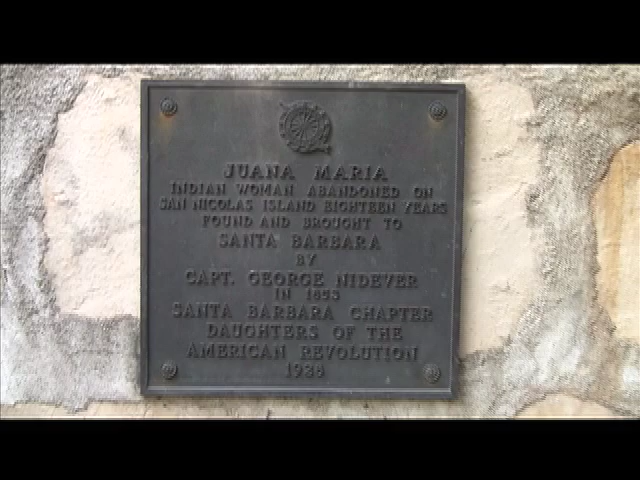 JUANA MARIA
INDIAN WOMAN ABANDONED ON
SAN NICOLAS ISLAND EIGHTEEN YEARS
FOUND AND BROUGHT TO
SANTA BARBARA
BY
CAPT. GEORGE NIDEVER
IN 1853
SANTA BARBARA CHAPTER
DAUGHTERS OF THE
AMERICAN REVOLUTION
1928